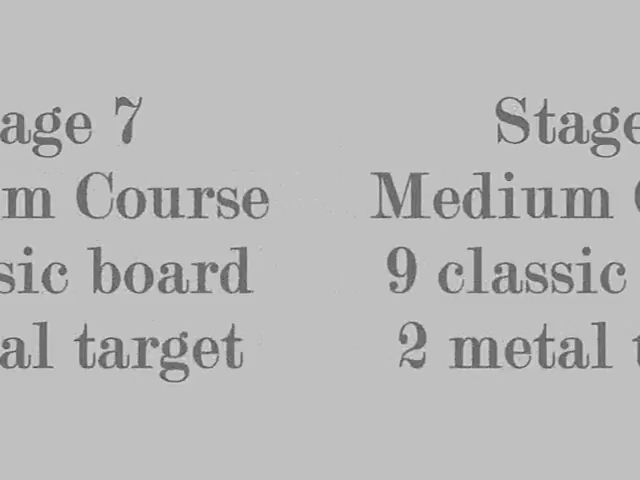 age 7
m Course
sic board
al target
Stage
Medium
9 classic
2 metal